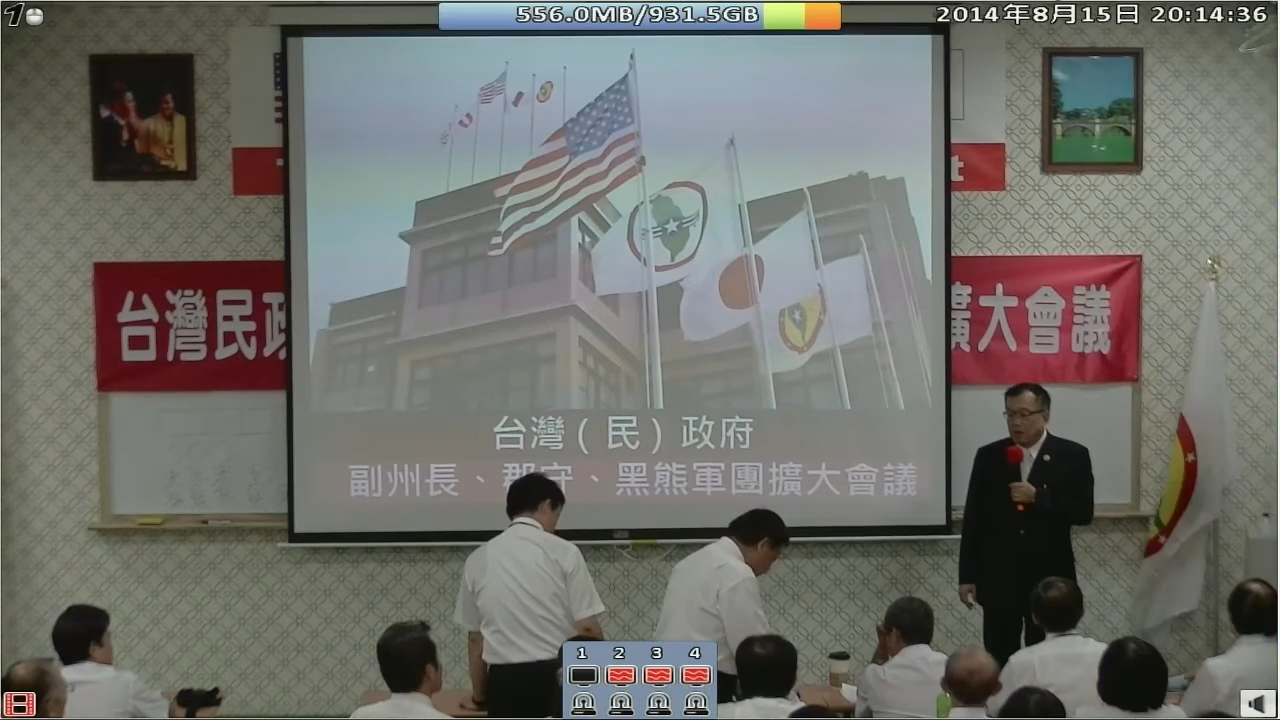 1
556.0MB/931.5GB
2014年8月15日 20:14:36
t
台灣民政
擴大會議
台灣(民)政府
副州長、郡守、黑熊軍團擴大會議
1 2 3 4